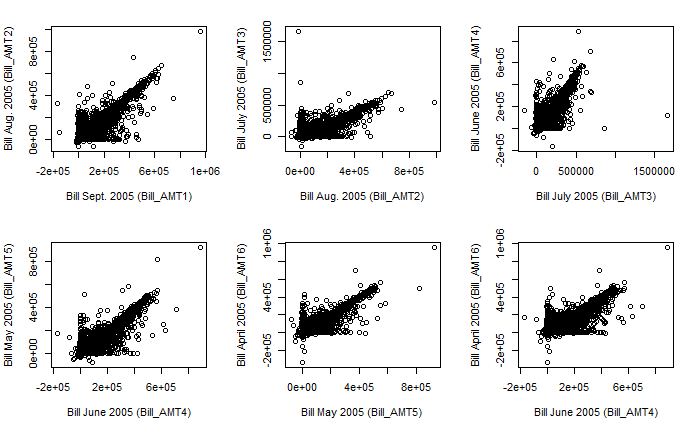 Bill Aug. 2005 (Bill_AMT2)
0e+00 4e+05 8e+05
-2e+05 2e+05 6e+05 1e+06
Bill Sept. 2005 (Bill_AMT1)
Bill July 2005 (Bill_AMT3)
0 500000 1500000
0e+00 4e+05 8e+05
Bill Aug. 2005 (Bill_AMT2)
Bill June 2005 (Bill_AMT4)
-2e+05 2e+05 6e+05
0 500000 1500000
Bill July 2005 (Bill_AMT3)
Bill May 2005 (Bill_AMT5)
0e+00 4e+05 8e+05
-2e+05 2e+05 6e+05
Bill June 2005 (Bill_AMT4)
Bill April 2005 (Bill_AMT6)
-2e+05 4e+05 1e+06
0e+00 4e+05 8e+05
Bill May 2005 (Bill_AMT5)
Bill April 2005 (Bill_AMT6)
-2e+05 4e+05 1e+06
-2e+05 2e+05 6e+05
Bill June 2005 (Bill_AMT4)